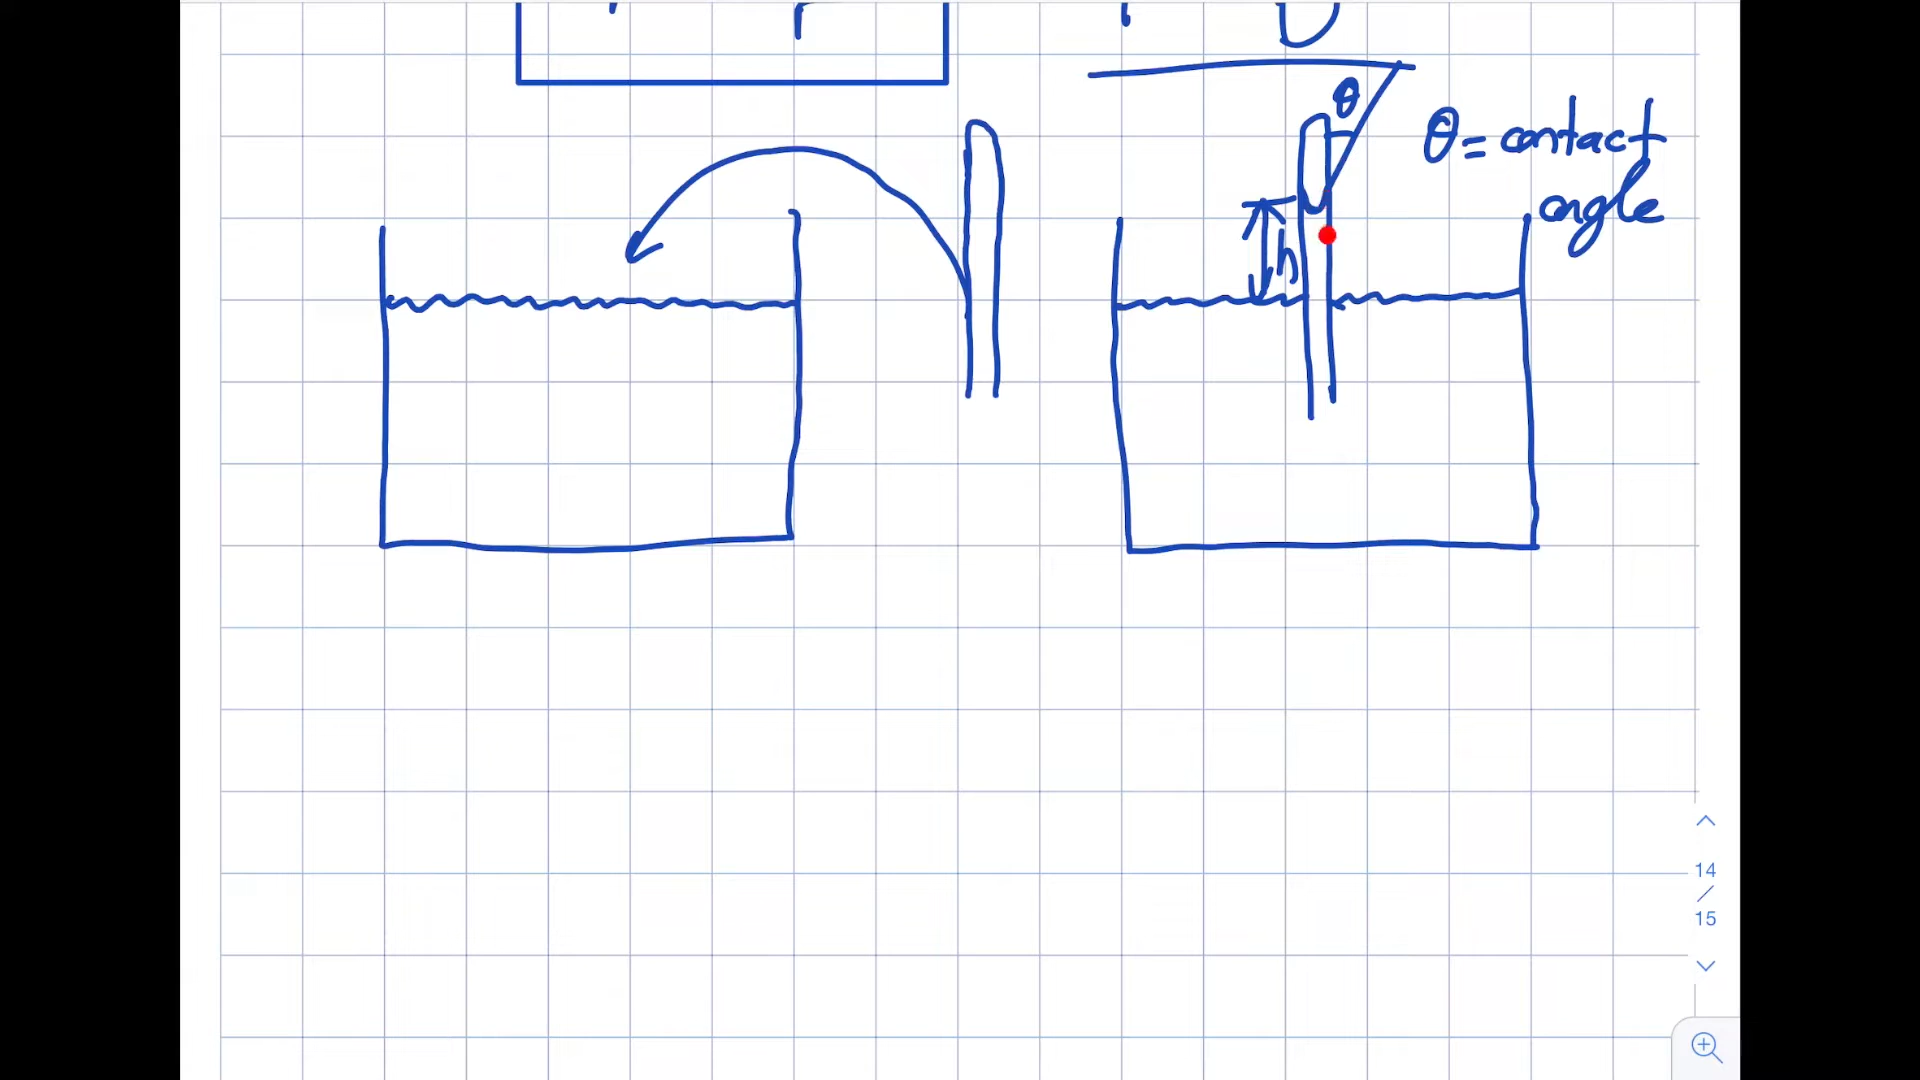 θ
θ = contact
angle
h
14
/
15